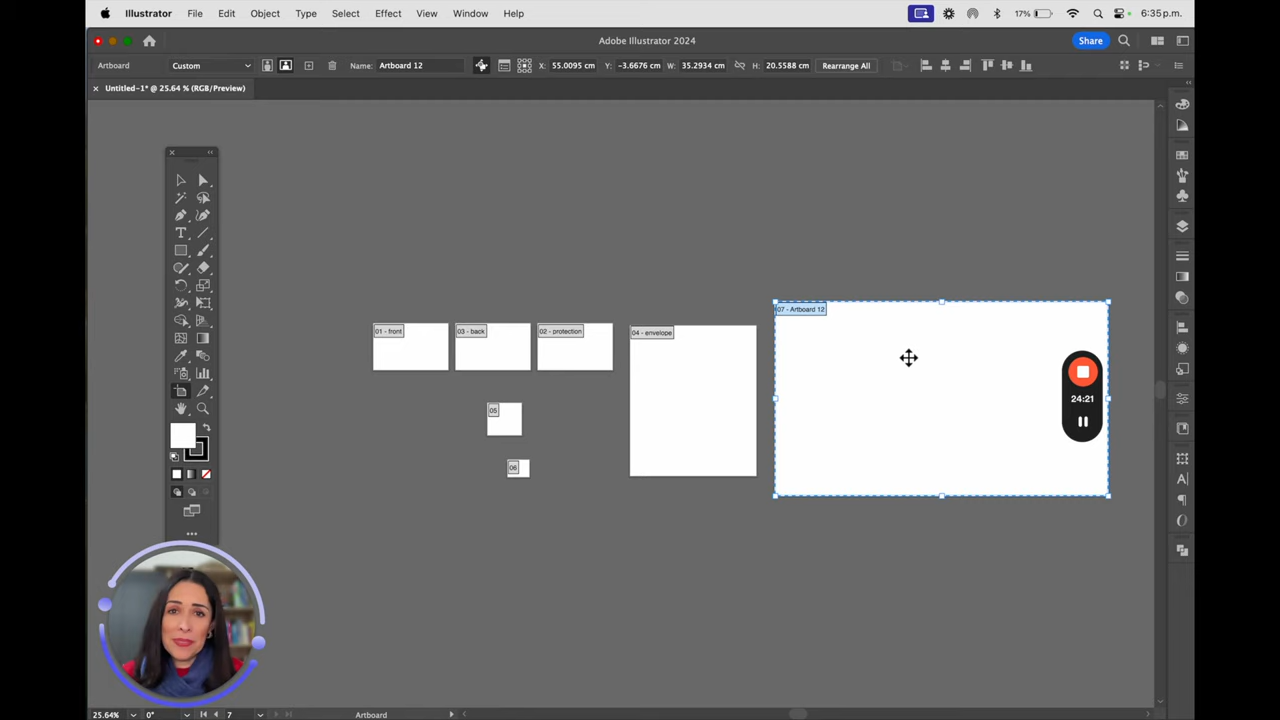 Illustrator File Edit Object Type Select Effect View Window Help 17% 6:35 p.m.
Adobe Illustrator 2024 Share
Artboard Custom Name: Artboard 12 X: 55.0095 cm Y: -3.6676 cm W: 35.2934 cm H: 20.5588 cm Rearrange All
Untitled-1* @ 25.64 % (RGB/Preview)
07 - Artboard 12
01 - front 03 - back 02 - protection 04 - envelope
24:21
05
06
25.64% 0° 7 Artboard